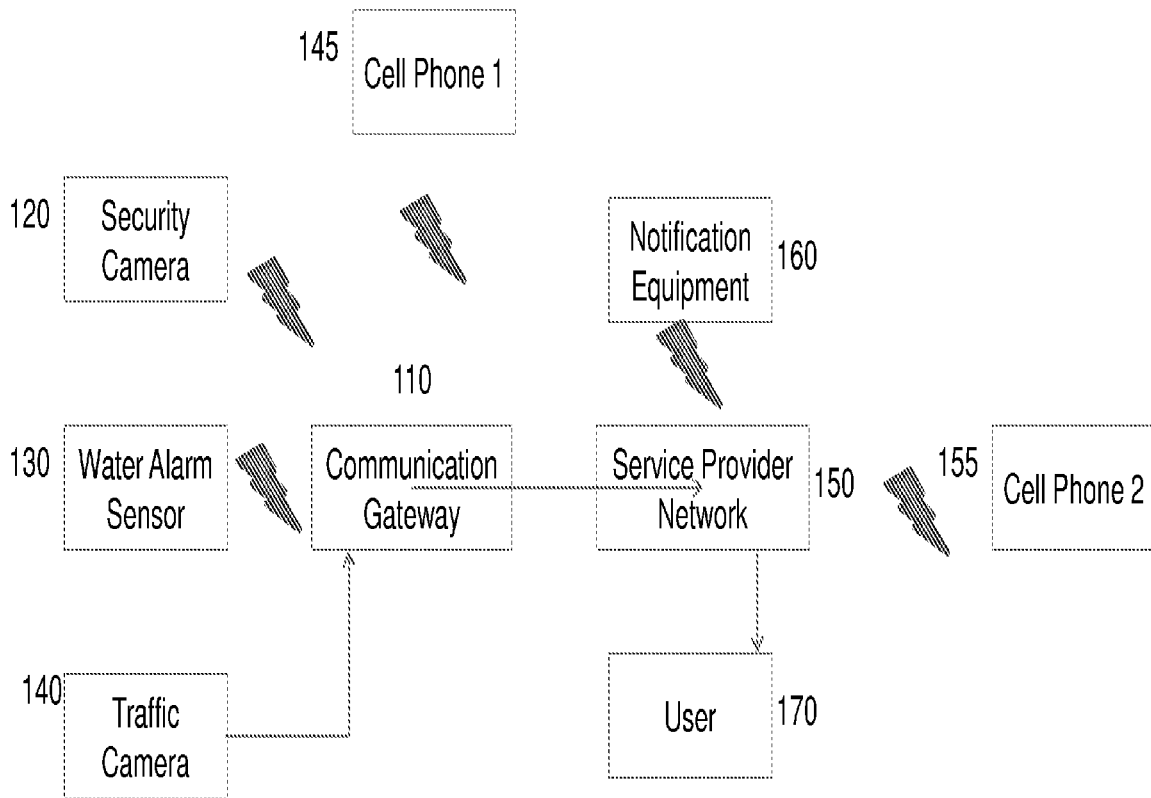 145
Cell Phone 1
120
Security
Camera
Notification
Equipment
160
110
130
Water Alarm
Sensor
Communication
Gateway
Service Provider
Network
150
155
Cell Phone 2
140
Traffic
Camera
User
170